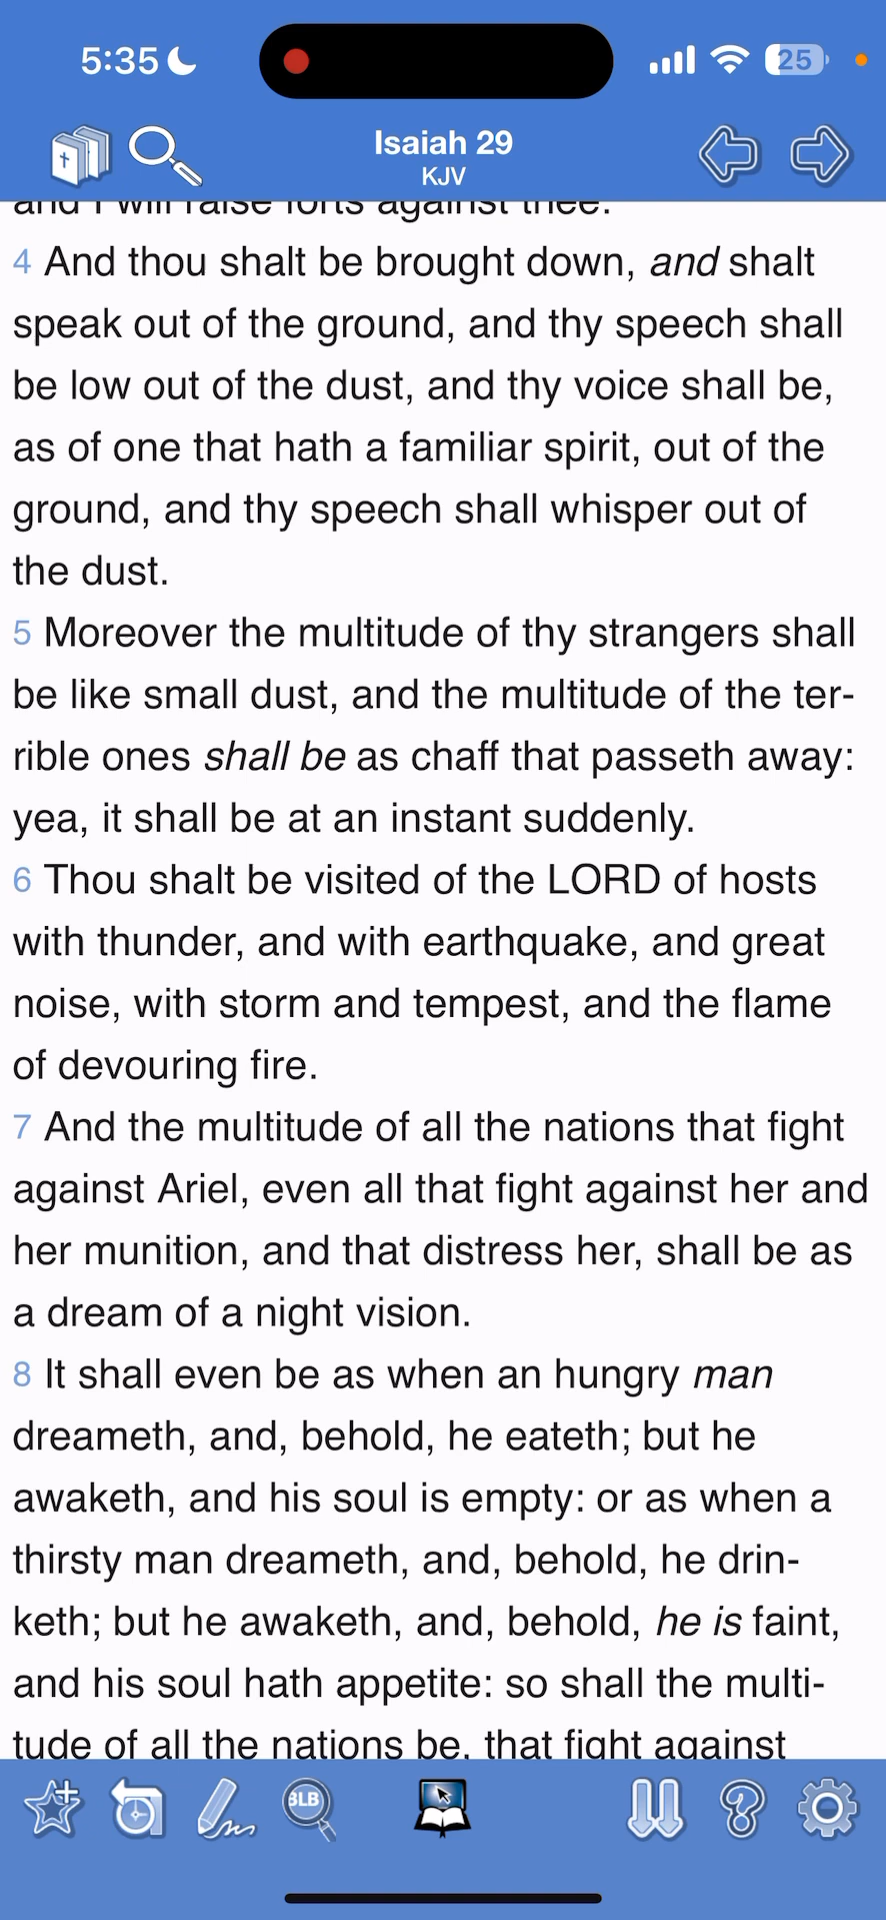 5:35
25
Isaiah 29
KJV
and I will raise forts against thee.
4 And thou shalt be brought down, and shalt
speak out of the ground, and thy speech shall
be low out of the dust, and thy voice shall be,
as of one that hath a familiar spirit, out of the
ground, and thy speech shall whisper out of
the dust.
5 Moreover the multitude of thy strangers shall
be like small dust, and the multitude of the ter-
rible ones shall be as chaff that passeth away:
yea, it shall be at an instant suddenly.
6 Thou shalt be visited of the LORD of hosts
with thunder, and with earthquake, and great
noise, with storm and tempest, and the flame
of devouring fire.
7 And the multitude of all the nations that fight
against Ariel, even all that fight against her and
her munition, and that distress her, shall be as
a dream of a night vision.
8 It shall even be as when an hungry man
dreameth, and, behold, he eateth; but he
awaketh, and his soul is empty: or as when a
thirsty man dreameth, and, behold, he drin-
keth; but he awaketh, and, behold, he is faint,
and his soul hath appetite: so shall the multi-
tude of all the nations be, that fight against
BLB